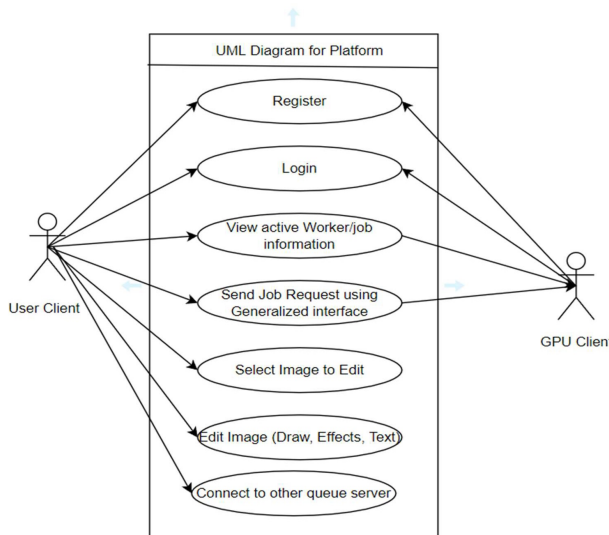 UML Diagram for Platform
Register
Login
View active Worker/job
information
Send Job Request using
Generalized interface
User Client
GPU Client
Select Image to Edit
Edit Image (Draw, Effects, Text)
Connect to other queue server